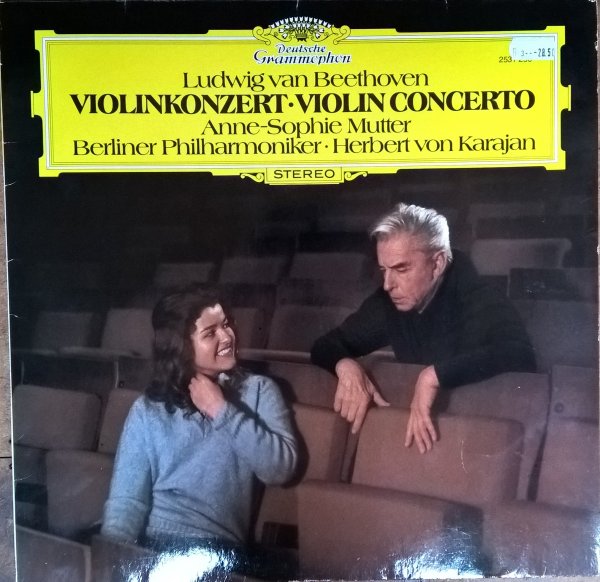 Deutsche
Grammophon
Ludwig van Beethoven
VIOLINKONZERT · VIOLIN CONCERTO
Anne-Sophie Mutter
Berliner Philharmoniker · Herbert von Karajan
STEREO